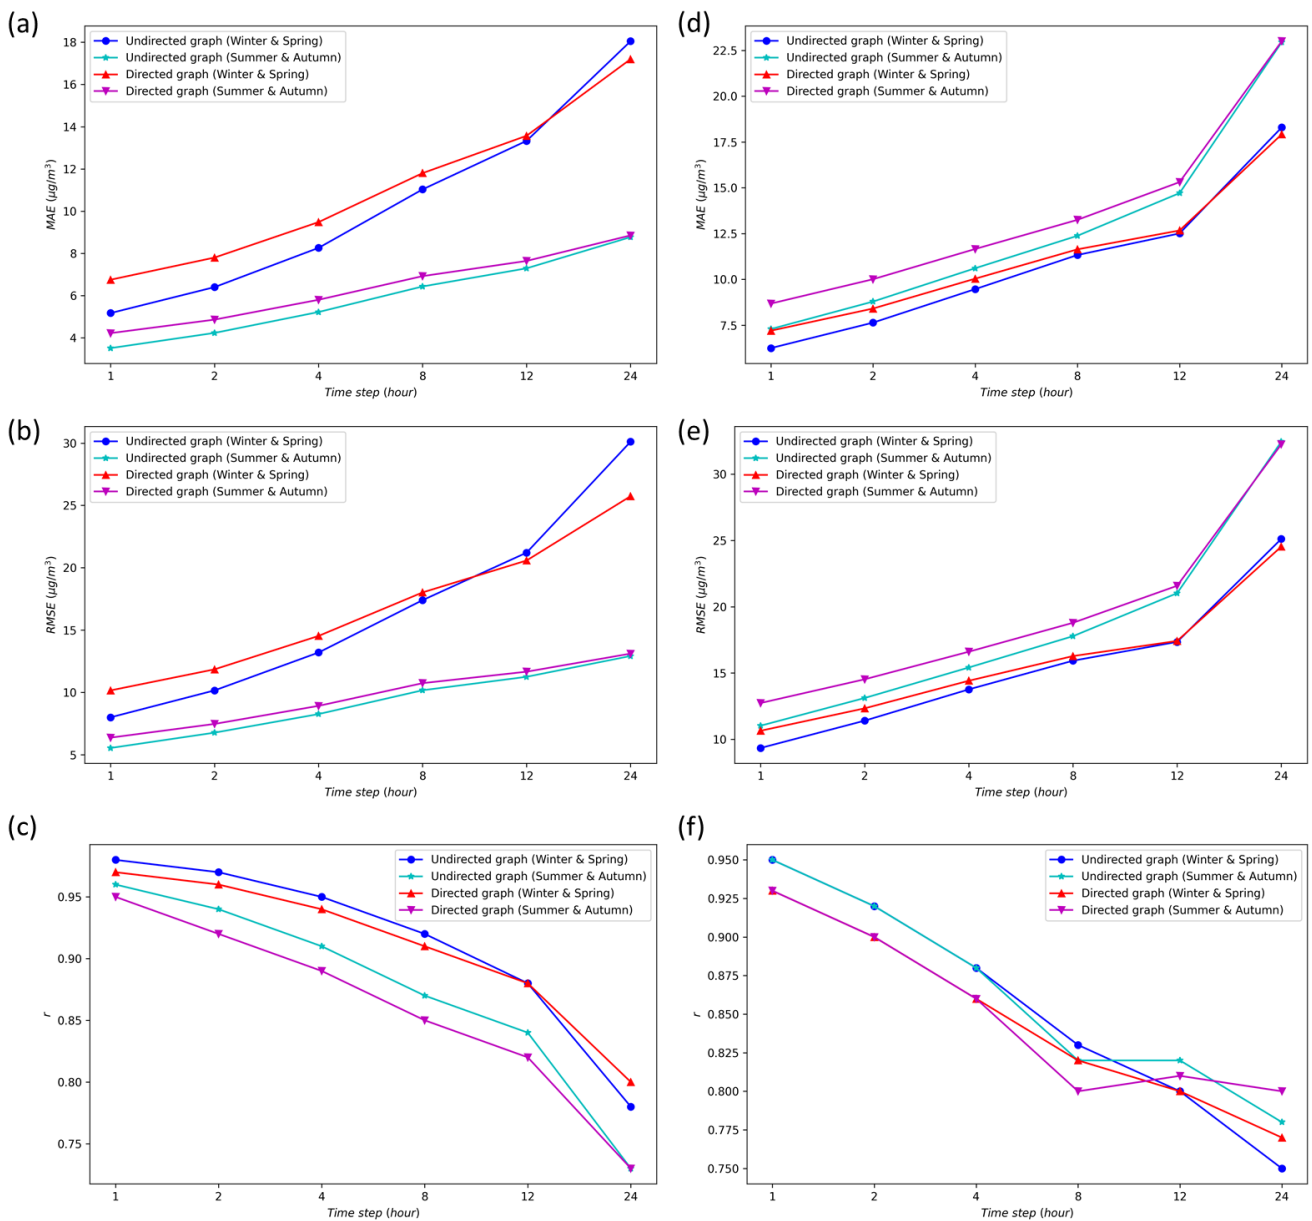 (a)
Undirected graph (Winter & Spring)
Undirected graph (Summer & Autumn)
Directed graph (Winter & Spring)
Directed graph (Summer & Autumn)
18
16
14
12
10
8
6
4
MAE (μg/m³)
1 2 4 8 12 24
Time step (hour)
(d)
Undirected graph (Winter & Spring)
Undirected graph (Summer & Autumn)
Directed graph (Winter & Spring)
Directed graph (Summer & Autumn)
22.5
20.0
17.5
15.0
12.5
10.0
7.5
MAE (μg/m³)
1 2 4 8 12 24
Time step (hour)
(b)
Undirected graph (Winter & Spring)
Undirected graph (Summer & Autumn)
Directed graph (Winter & Spring)
Directed graph (Summer & Autumn)
30
25
20
15
10
5
RMSE (μg/m³)
1 2 4 8 12 24
Time step (hour)
(e)
Undirected graph (Winter & Spring)
Undirected graph (Summer & Autumn)
Directed graph (Winter & Spring)
Directed graph (Summer & Autumn)
30
25
20
15
10
RMSE (μg/m³)
1 2 4 8 12 24
Time step (hour)
(c)
Undirected graph (Winter & Spring)
Undirected graph (Summer & Autumn)
Directed graph (Winter & Spring)
Directed graph (Summer & Autumn)
0.95
0.90
0.85
0.80
0.75
r
1 2 4 8 12 24
Time step (hour)
(f)
Undirected graph (Winter & Spring)
Undirected graph (Summer & Autumn)
Directed graph (Winter & Spring)
Directed graph (Summer & Autumn)
0.950
0.925
0.900
0.875
0.850
0.825
0.800
0.775
0.750
r
1 2 4 8 12 24
Time step (hour)